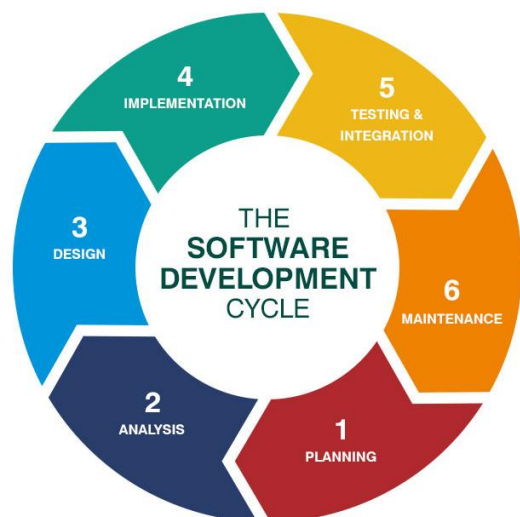 THE
SOFTWARE
DEVELOPMENT
CYCLE
1
PLANNING
2
ANALYSIS
3
DESIGN
4
IMPLEMENTATION
5
TESTING &
INTEGRATION
6
MAINTENANCE